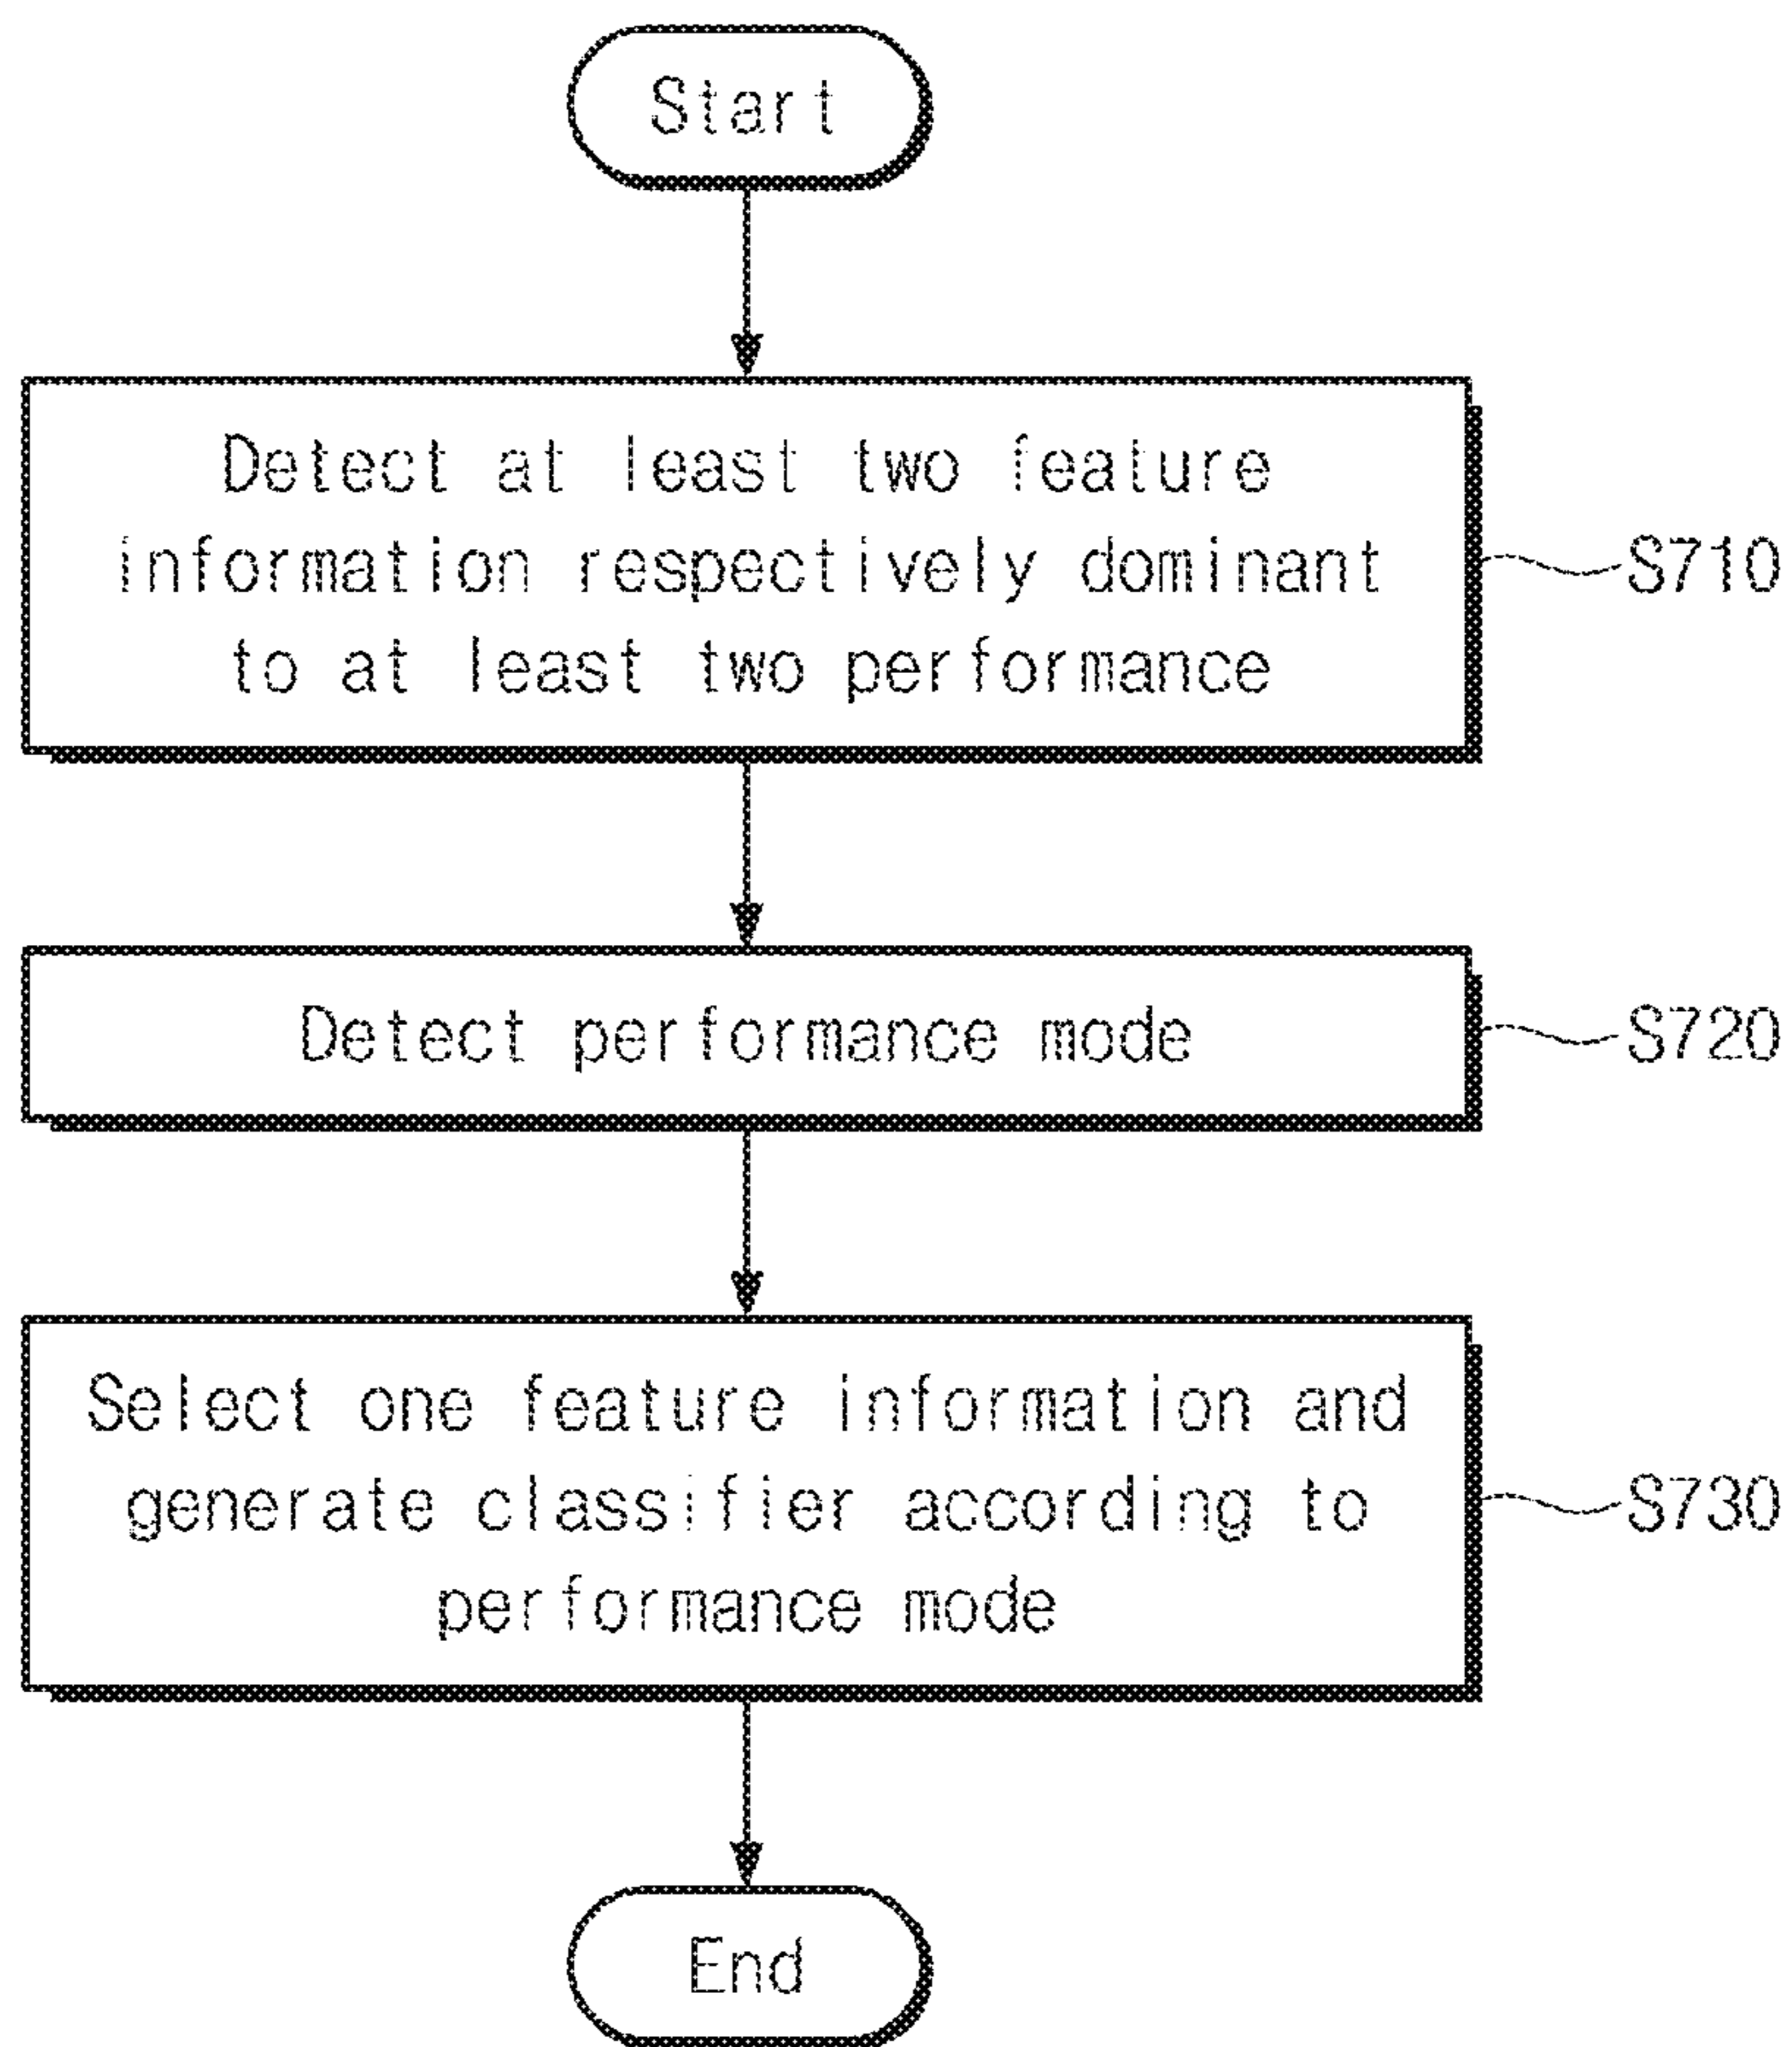 Start
Detect at least two feature
information respectively dominant
to at least two performance
S710
Detect performance mode
S720
Select one feature information and
generate classifier according to
performance mode
S730
End